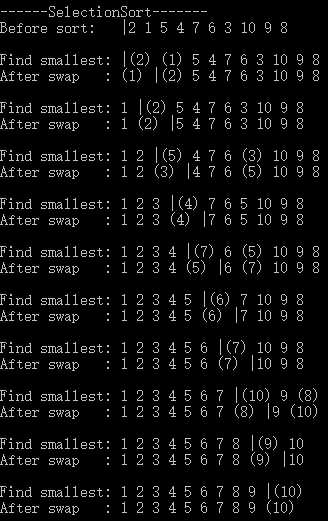 ------SelectionSort-------
Before sort:   |2 1 5 4 7 6 3 10 9 8
Find smallest: |(2) (1) 5 4 7 6 3 10 9 8
After swap   : (1) |(2) 5 4 7 6 3 10 9 8
Find smallest: 1 |(2) 5 4 7 6 3 10 9 8
After swap   : 1 (2) |5 4 7 6 3 10 9 8
Find smallest: 1 2 |(5) 4 7 6 (3) 10 9 8
After swap   : 1 2 (3) |4 7 6 (5) 10 9 8
Find smallest: 1 2 3 |(4) 7 6 5 10 9 8
After swap   : 1 2 3 (4) |7 6 5 10 9 8
Find smallest: 1 2 3 4 |(7) 6 (5) 10 9 8
After swap   : 1 2 3 4 (5) |6 (7) 10 9 8
Find smallest: 1 2 3 4 5 |(6) 7 10 9 8
After swap   : 1 2 3 4 5 (6) |7 10 9 8
Find smallest: 1 2 3 4 5 6 |(7) 10 9 8
After swap   : 1 2 3 4 5 6 (7) |10 9 8
Find smallest: 1 2 3 4 5 6 7 |(10) 9 (8)
After swap   : 1 2 3 4 5 6 7 (8) |9 (10)
Find smallest: 1 2 3 4 5 6 7 8 |(9) 10
After swap   : 1 2 3 4 5 6 7 8 (9) |10
Find smallest: 1 2 3 4 5 6 7 8 9 |(10)
After swap   : 1 2 3 4 5 6 7 8 9 (10)